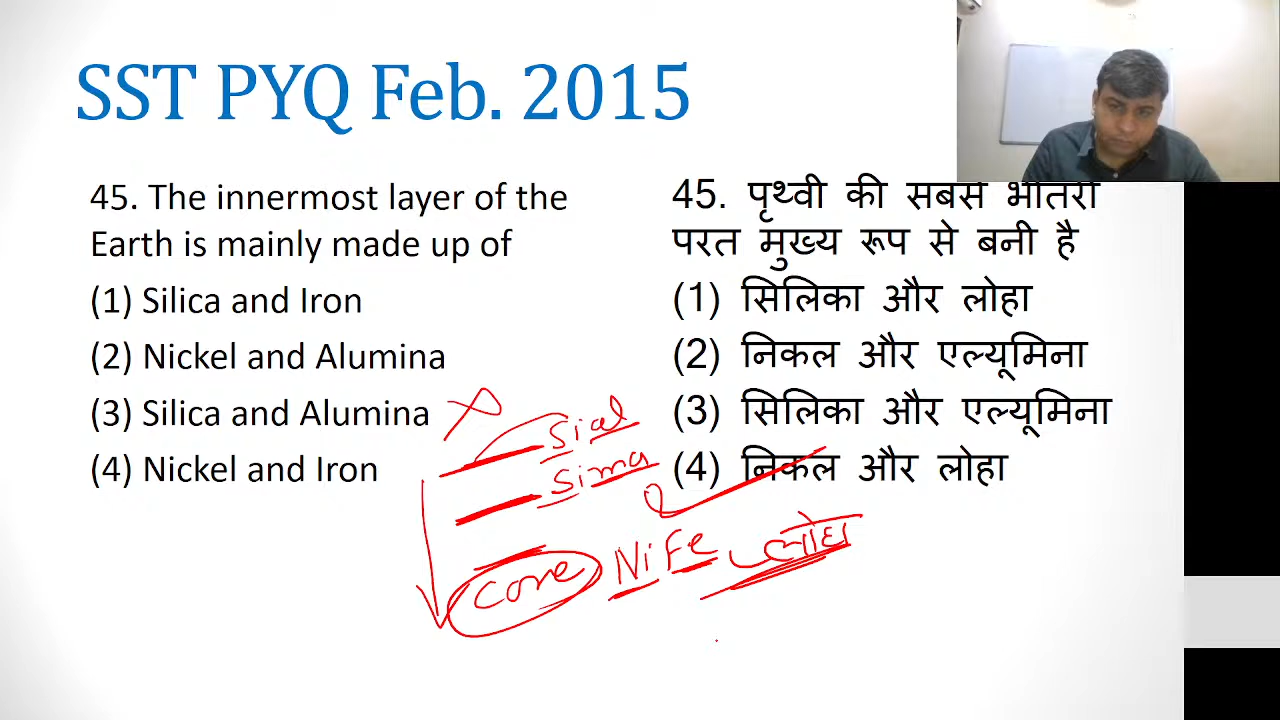 SST PYQ Feb. 2015
45. The innermost layer of the
Earth is mainly made up of
(1) Silica and Iron
(2) Nickel and Alumina
(3) Silica and Alumina
(4) Nickel and Iron
45. पृथ्वी की सबसे भीतरी
परत मुख्य रूप से बनी है
(1) सिलिका और लोहा
(2) निकल और एल्यूमिना
(3) सिलिका और एल्यूमिना
(4) निकल और लोहा
Sial
Sima
Core NiFe